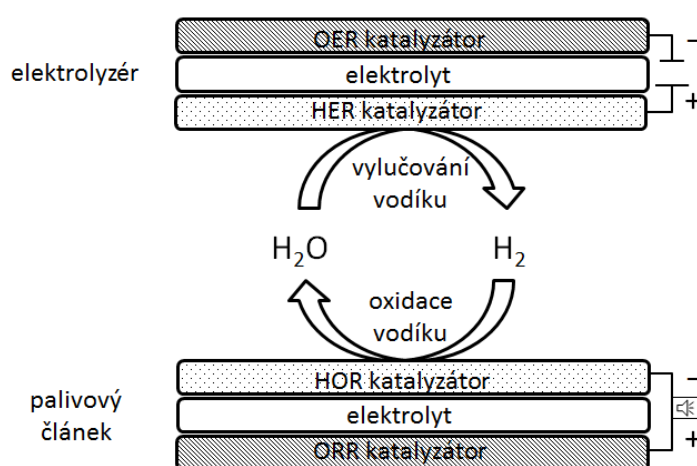 OER katalyzátor
−
elektrolyzér
elektrolyt
HER katalyzátor
+
vylučování
vodíku
H₂O
H₂
oxidace
vodíku
HOR katalyzátor
−
palivový
článek
elektrolyt
+
ORR katalyzátor